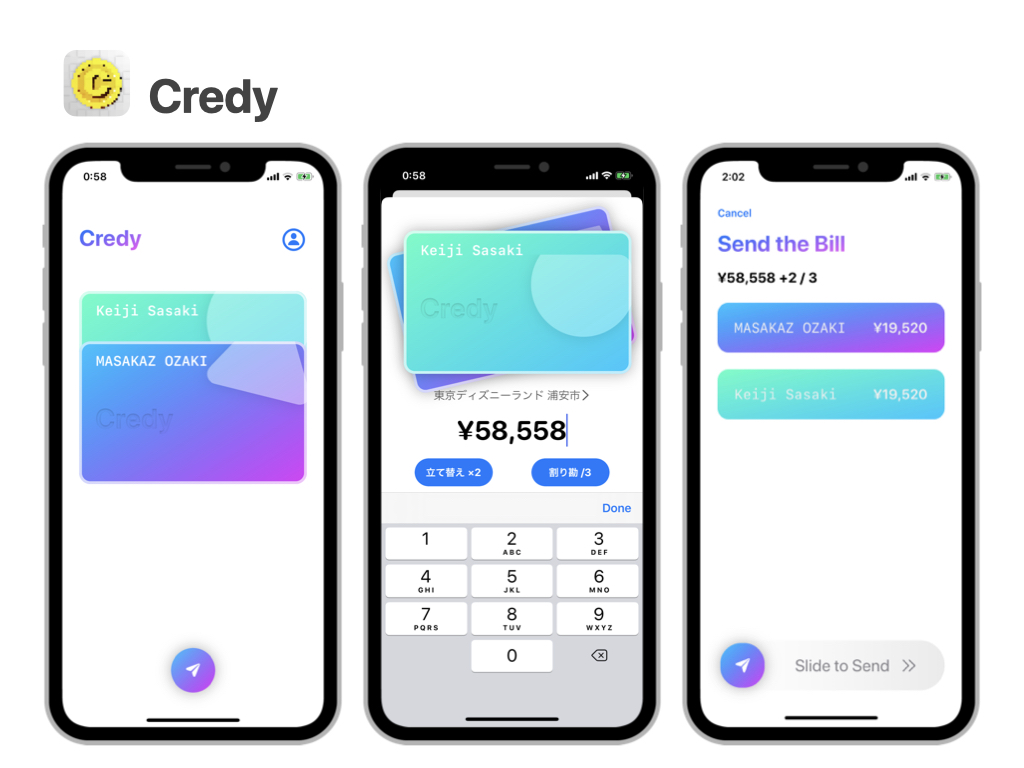 Credy
0:58
Credy
Keiji Sasaki
MASAKAZ OZAKI
Credy
0:58
Keiji Sasaki
Credy
東京ディズニーランド 浦安市>
¥58,558
立て替え ×2
割り勘 /3
Done
1
2
ABC
3
DEF
4
GHI
5
JKL
6
MNO
7
PQRS
8
TUV
9
WXYZ
0
2:02
Cancel
Send the Bill
¥58,558 +2 / 3
MASAKAZ OZAKI ¥19,520
Keiji Sasaki ¥19,520
Slide to Send >>